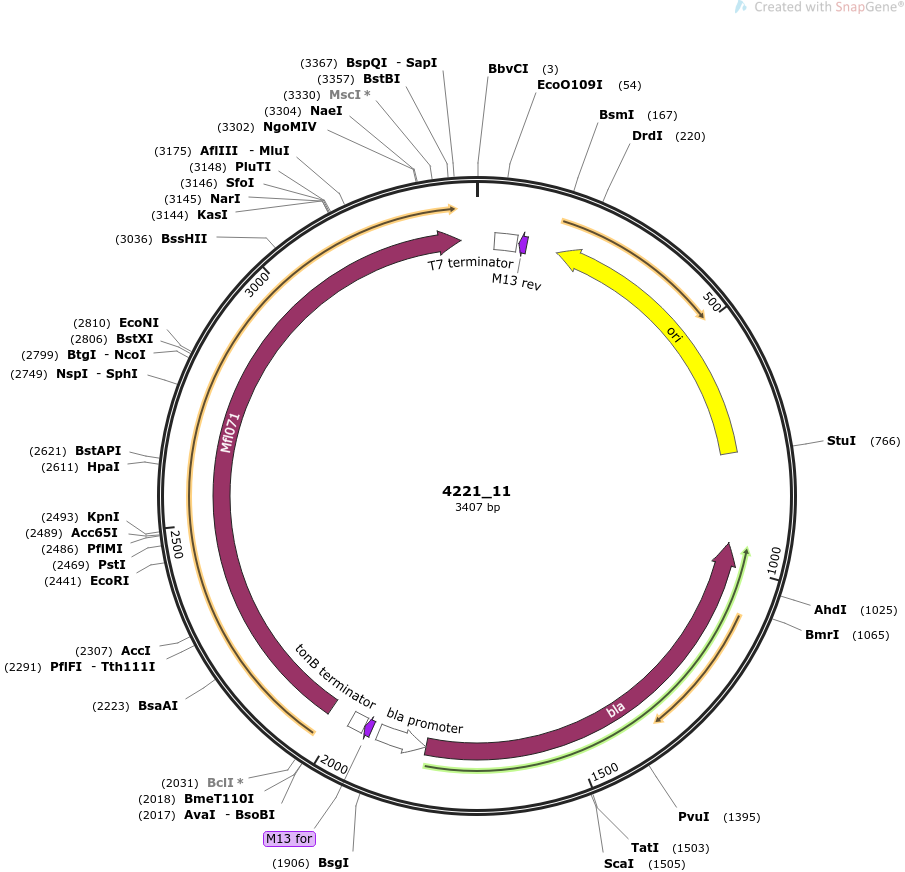 Created with SnapGene®
(3367) BspQI - SapI
(3357) BstBI
(3330) MscI *
(3304) NaeI
(3302) NgoMIV
(3175) AflIII - MluI
(3148) PluTI
(3146) SfoI
(3145) NarI
(3144) KasI
(3036) BssHII
(2810) EcoNI
(2806) BstXI
(2799) BtgI - NcoI
(2749) NspI - SphI
(2621) BstAPI
(2611) HpaI
(2493) KpnI
(2489) Acc65I
(2486) PflMI
(2469) PstI
(2441) EcoRI
(2307) AccI
(2291) PflFI - Tth111I
(2223) BsaAI
(2031) BclI *
(2018) BmeT110I
(2017) AvaI - BsoBI
M13 for
(1906) BsgI
BbvCI (3)
EcoO109I (54)
BsmI (167)
DrdI (220)
StuI (766)
AhdI (1025)
BmrI (1065)
PvuI (1395)
TatI (1503)
ScaI (1505)
500
1000
1500
2000
2500
3000
T7 terminator
M13 rev
ori
Mfl071
4221_11
3407 bp
tonB terminator
bla promoter
bla